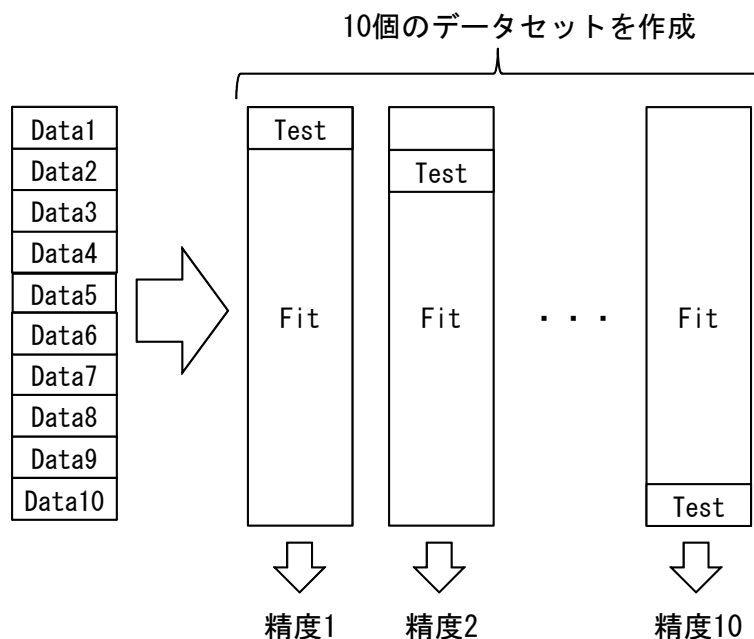 10個のデータセットを作成
Data1
Data2
Data3
Data4
Data5
Data6
Data7
Data8
Data9
Data10
Test
Fit
精度1
Test
Fit
精度2
・・・
Fit
Test
精度10